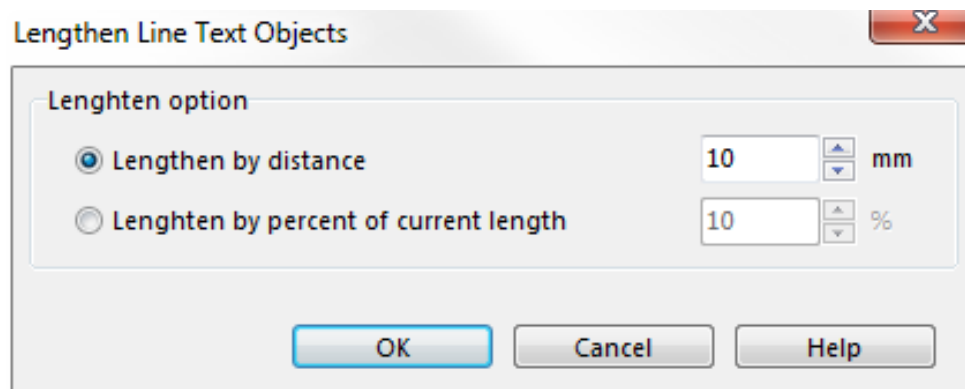 Lengthen Line Text Objects
Lenghten option
Lengthen by distance 10 mm
Lenghten by percent of current length 10 %
OK Cancel Help